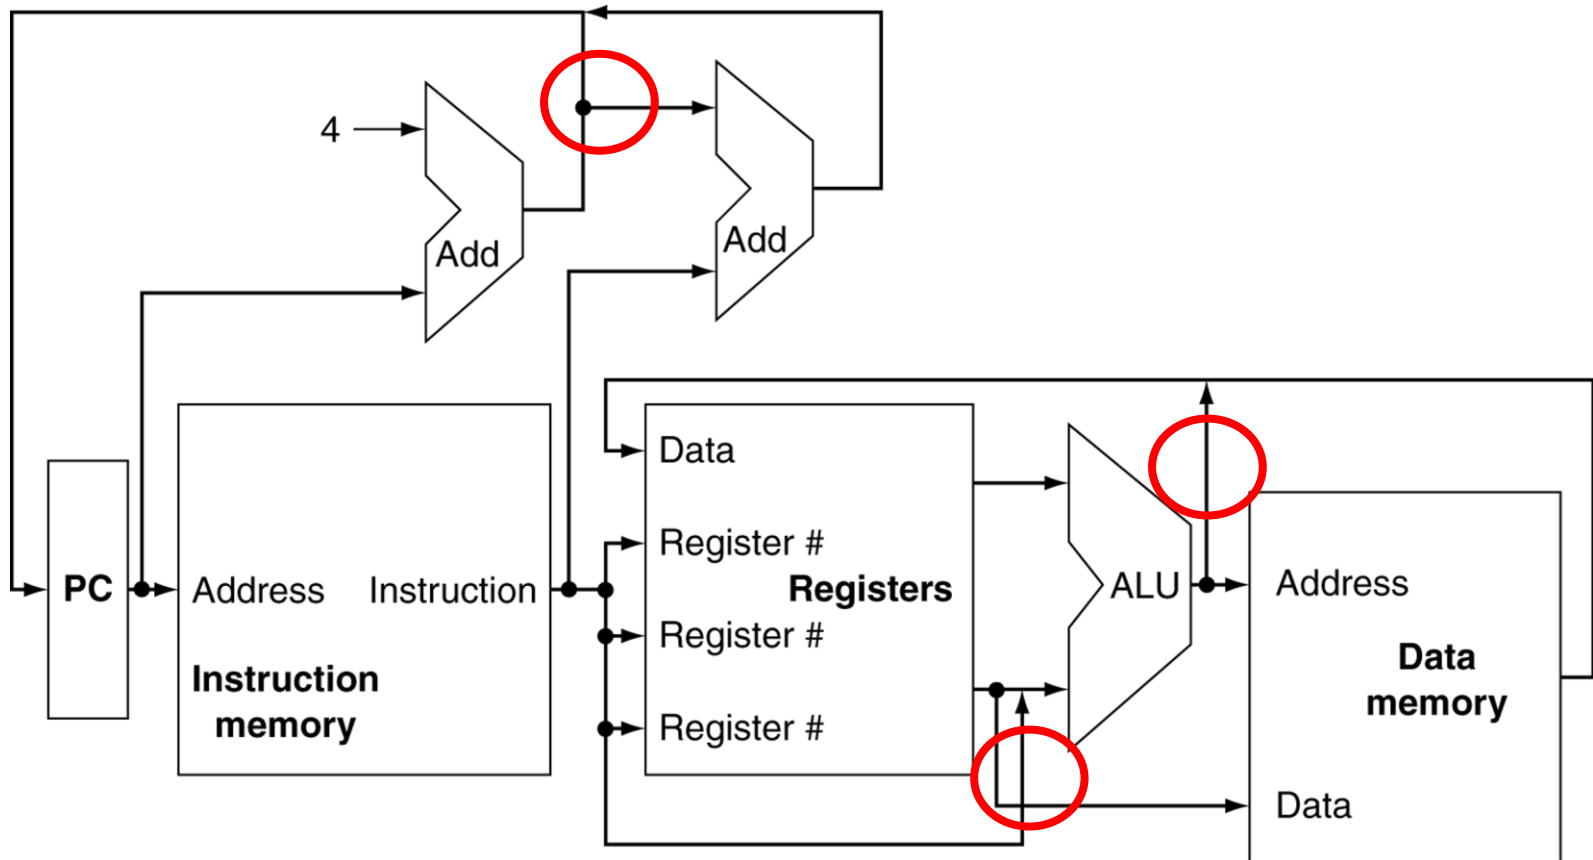 4
Add
Add
PC
Address
Instruction
Instruction
memory
Data
Register #
Registers
Register #
Register #
ALU
Address
Data
memory
Data